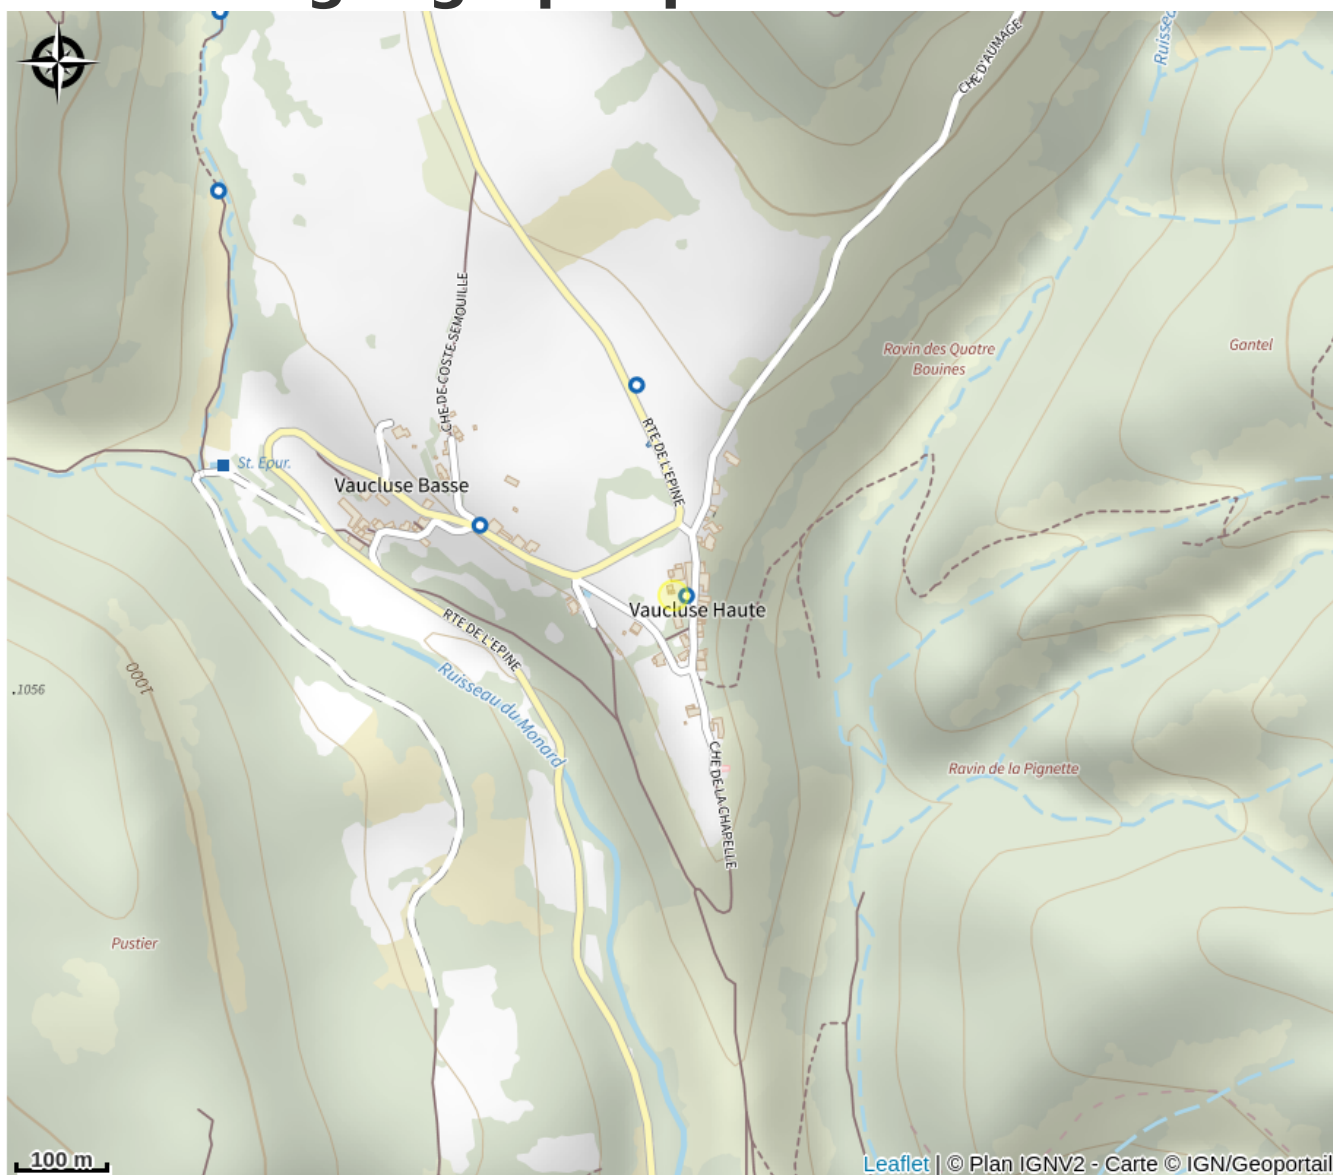 CHE D'AUMAGE
CHE DE COSTE SEMOUILLE
Ravin des Quatre
Bouines
Gantel
RTE DE L'EPINE
St. Epur.
Vaucluse Basse
Vaucluse Haute
RTE DE L'EPINE
Ruisseau du Monard
1000
.1056
CHE DE LA CHAPELLE
Ravin de la Pignette
Pustier
100 m
Leaflet | © Plan IGNV2 - Carte © IGN/Geoportail